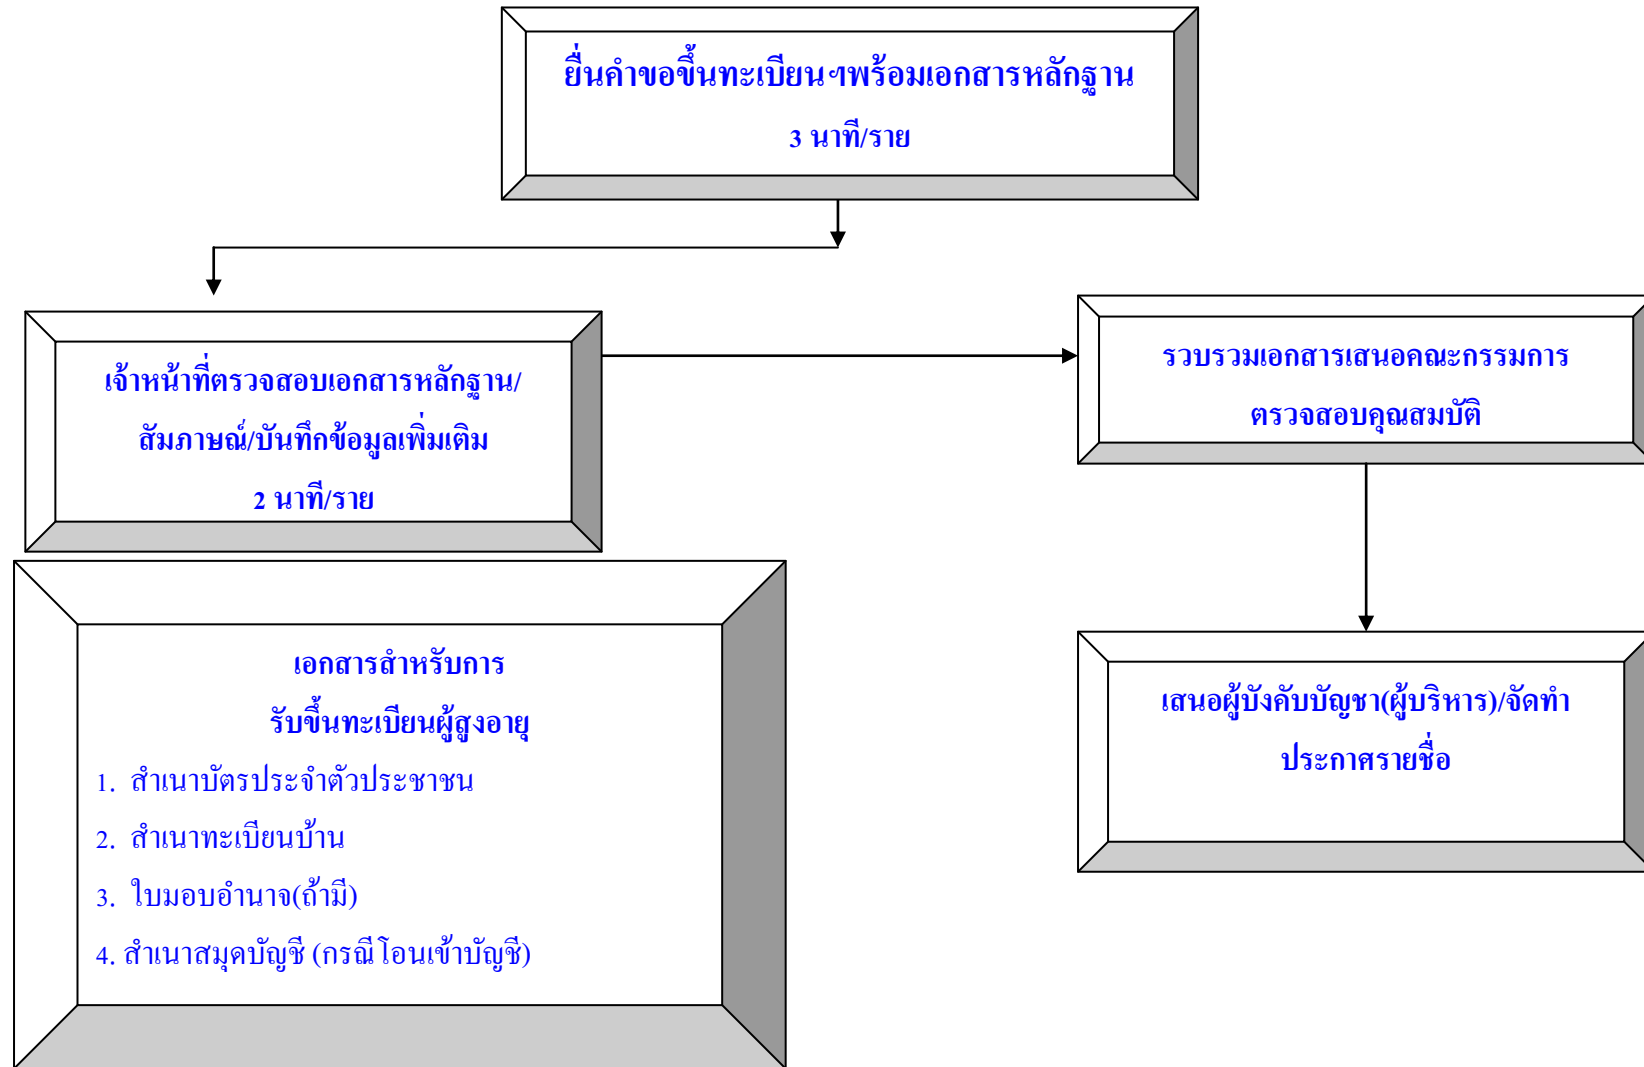 ยื่นคำขอขึ้นทะเบียนฯพร้อมเอกสารหลักฐาน
3 นาที/ราย
เจ้าหน้าที่ตรวจสอบเอกสารหลักฐาน/
สัมภาษณ์/บันทึกข้อมูลเพิ่มเติม
2 นาที/ราย
รวบรวมเอกสารเสนอคณะกรรมการ
ตรวจสอบคุณสมบัติ
เอกสารสำหรับการ
รับขึ้นทะเบียนผู้สูงอายุ
1. สำเนาบัตรประจำตัวประชาชน
2. สำเนาทะเบียนบ้าน
3. ใบมอบอำนาจ(ถ้ามี)
4. สำเนาสมุดบัญชี (กรณีโอนเข้าบัญชี)
เสนอผู้บังคับบัญชา(ผู้บริหาร)/จัดทำ
ประกาศรายชื่อ